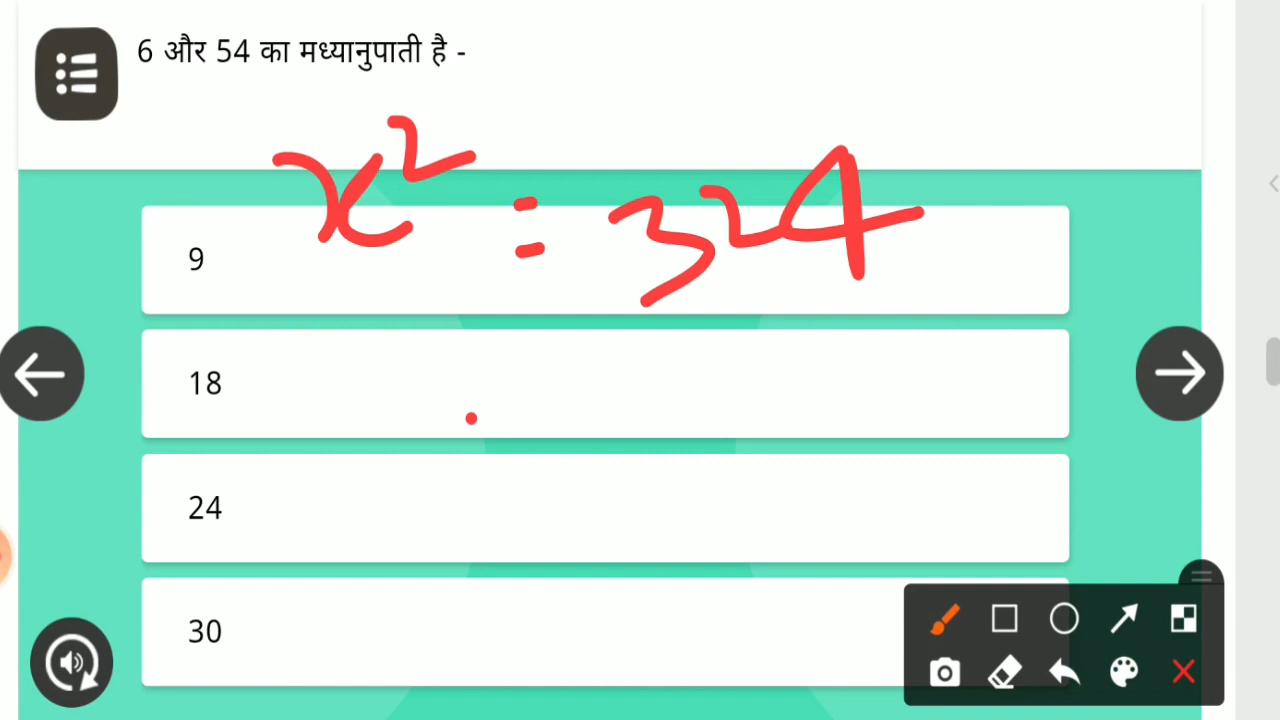 6 और 54 का मध्यानुपाती है -
x² = 324
9
18
24
30